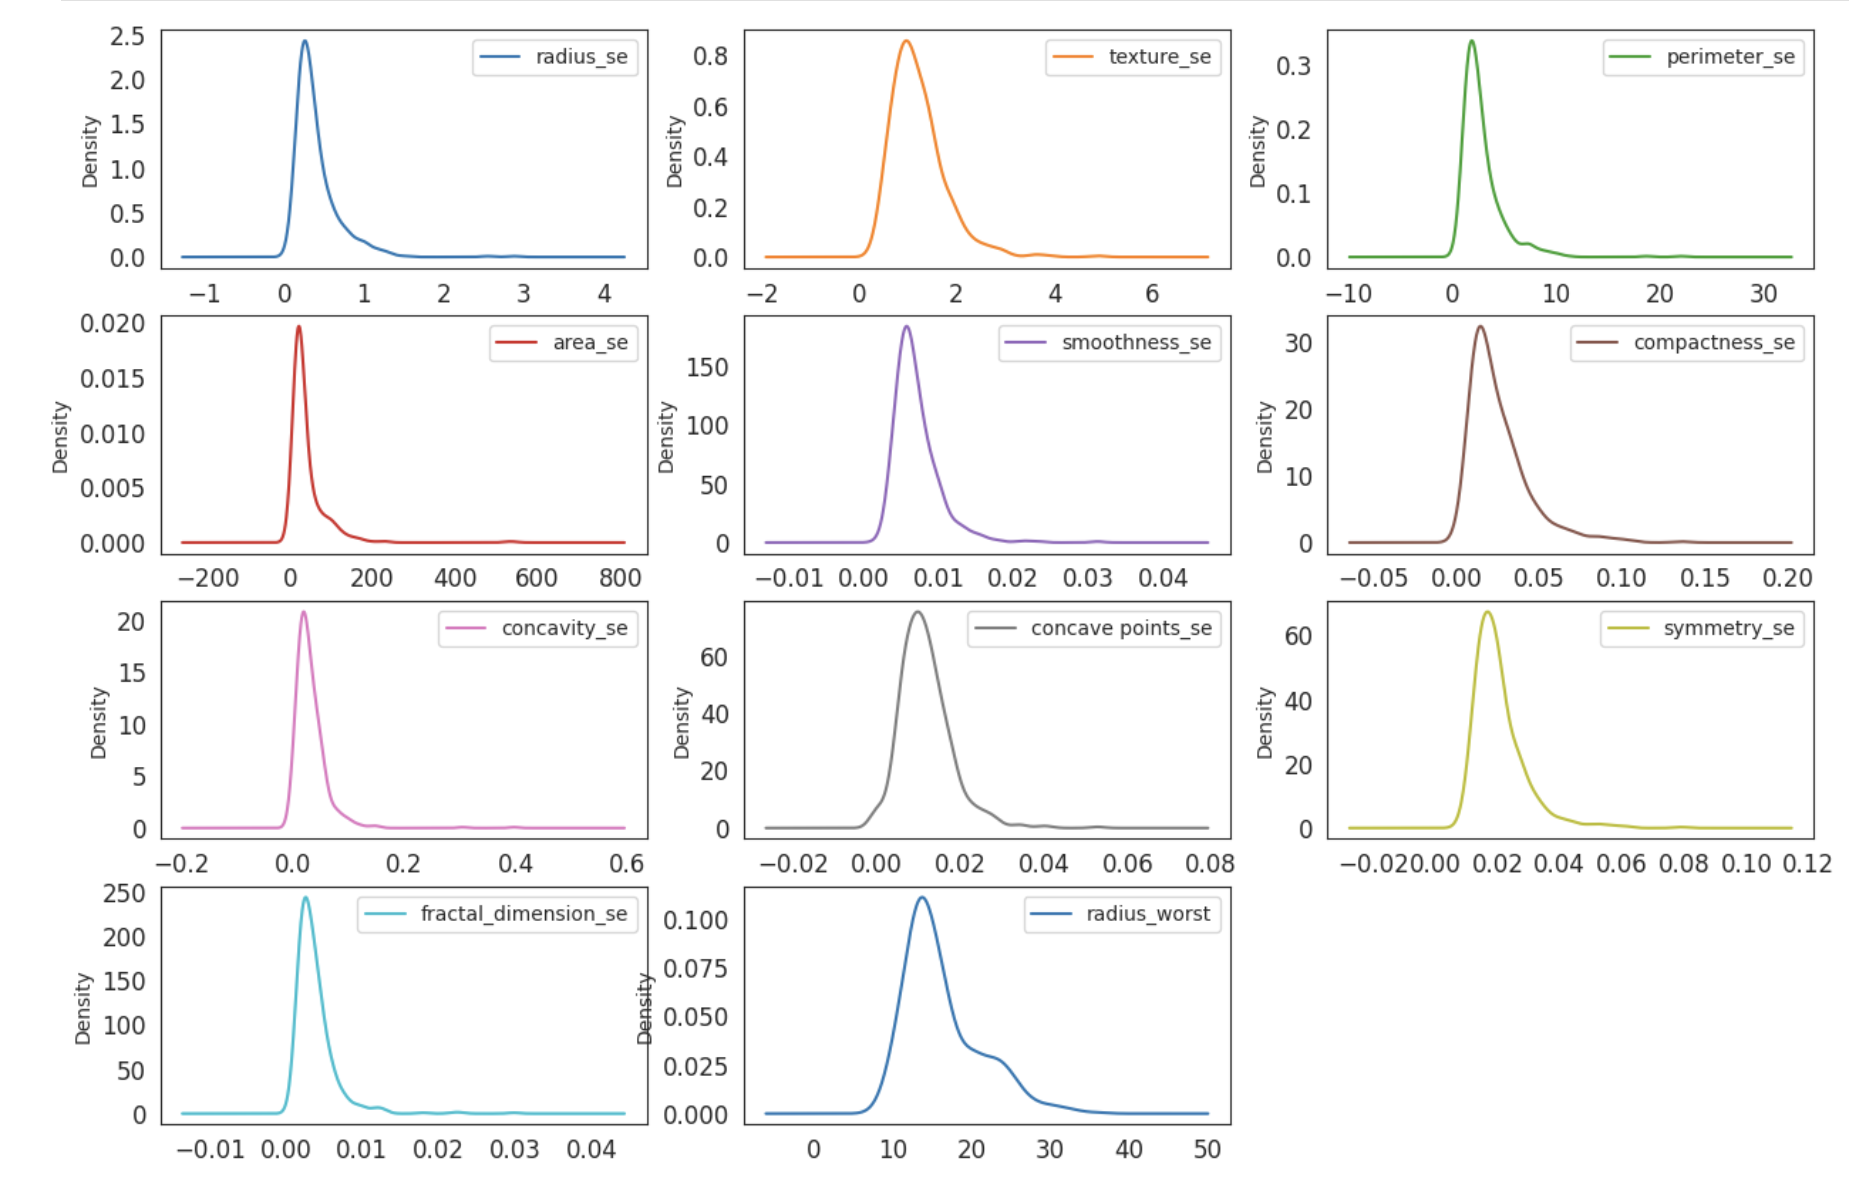 2.5
2.0
1.5
1.0
0.5
0.0
Density
radius_se
−1 0 1 2 3 4
0.8
0.6
0.4
0.2
0.0
Density
texture_se
−2 0 2 4 6
0.3
0.2
0.1
0.0
Density
perimeter_se
−10 0 10 20 30
0.020
0.015
0.010
0.005
0.000
Density
area_se
−200 0 200 400 600 800
150
100
50
0
Density
smoothness_se
−0.01 0.00 0.01 0.02 0.03 0.04
30
20
10
0
Density
compactness_se
−0.05 0.00 0.05 0.10 0.15 0.20
20
15
10
5
0
Density
concavity_se
−0.2 0.0 0.2 0.4 0.6
60
40
20
0
Density
concave points_se
−0.02 0.00 0.02 0.04 0.06 0.08
60
40
20
0
Density
symmetry_se
−0.02 0.00 0.02 0.04 0.06 0.08 0.10 0.12
250
200
150
100
50
0
Density
fractal_dimension_se
−0.01 0.00 0.01 0.02 0.03 0.04
0.100
0.075
0.050
0.025
0.000
Density
radius_worst
0 10 20 30 40 50